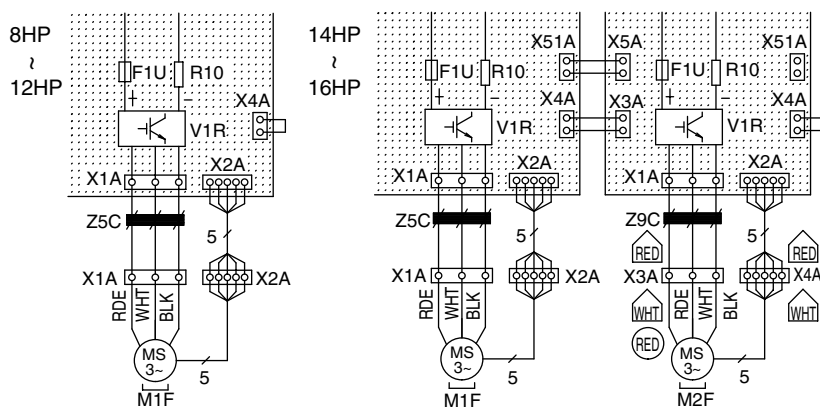 8HP
~
12HP
F1U
R10
+
−
X4A
V1R
X2A
X1A
Z5C
5
X1A
X2A
RDE
WHT
BLK
MS
3~
5
M1F
14HP
~
16HP
X51A
X5A
F1U
R10
+
−
X4A
X3A
V1R
X2A
X1A
Z5C
5
X1A
X2A
RDE
WHT
BLK
MS
3~
5
M1F
X51A
F1U
R10
+
−
X4A
V1R
X2A
X1A
Z9C
5
RED
RED
X3A
X4A
WHT
RDE
WHT
BLK
WHT
RED
MS
3~
5
M2F